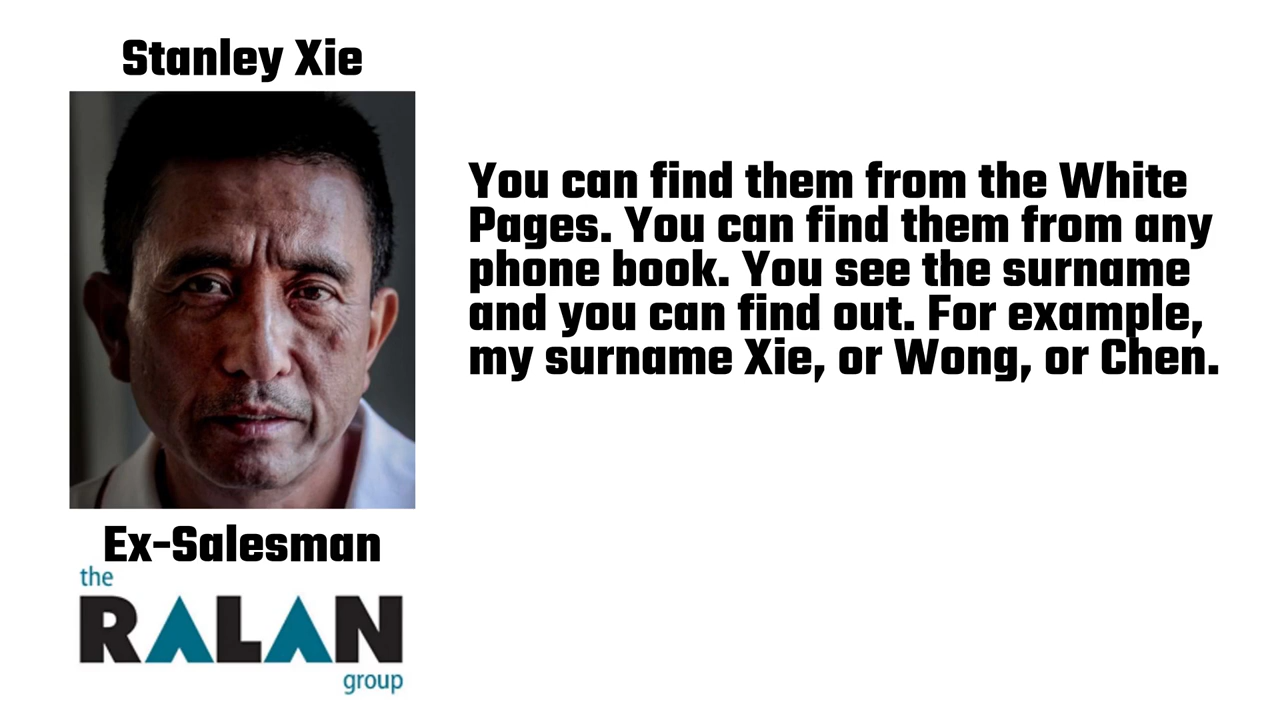 Stanley Xie
You can find them from the White
Pages. You can find them from any
phone book. You see the surname
and you can find out. For example,
my surname Xie, or Wong, or Chen.
Ex-Salesman
the
RALAN
group